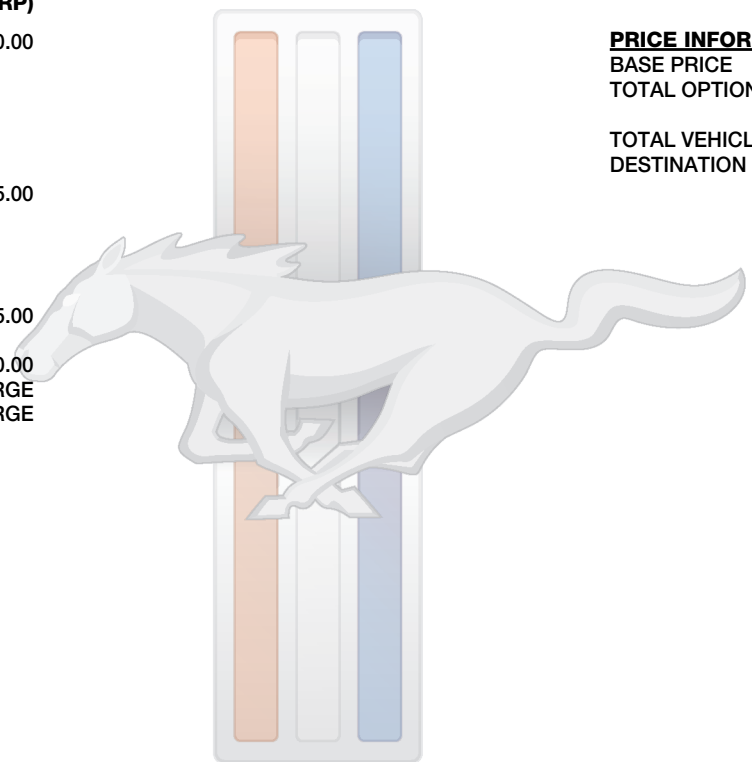 RP)
0.00
5.00
5.00
0.00
RGE
RGE
PRICE INFOR
BASE PRICE
TOTAL OPTION
TOTAL VEHICL
DESTINATION